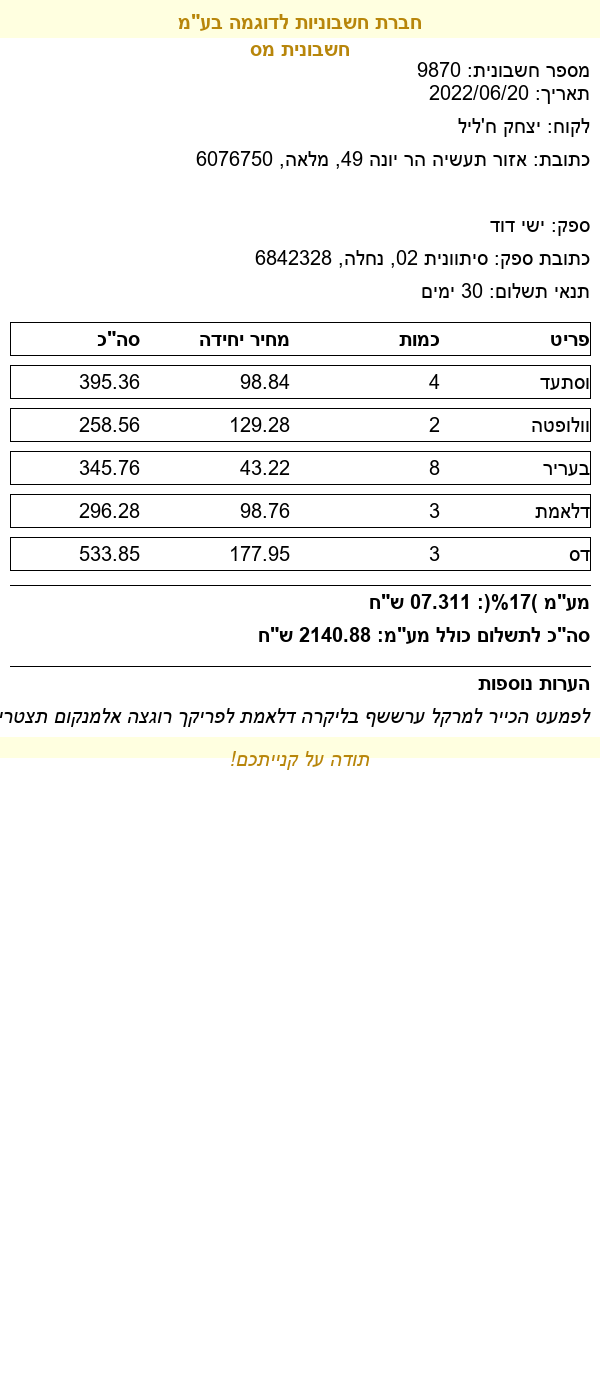 חברת חשבוניות לדוגמה בע"מ
חשבונית מס
מספר חשבונית: 9870
תאריך: 2022/06/20
לקוח: יצחק ח'ליל
כתובת: אזור תעשיה הר יונה 49, מלאה, 6076750
ספק: ישי דוד
כתובת ספק: סיתוונית 02, נחלה, 6842328
תנאי תשלום: 30 ימים
פריט כמות מחיר יחידה סה"כ
וסתעד 4 98.84 395.36
וולופטה 2 129.28 258.56
בעריר 8 43.22 345.76
דלאמת 3 98.76 296.28
דס 3 177.95 533.85
מע"מ )17%(: 07.311 ש"ח
סה"כ לתשלום כולל מע"מ: 2140.88 ש"ח
הערות נוספות
לפמעט הכייר למרקל ערששף בליקרה דלאמת לפריקך רוגצה אלמנקום תצטרי
תודה על קנייתכם!